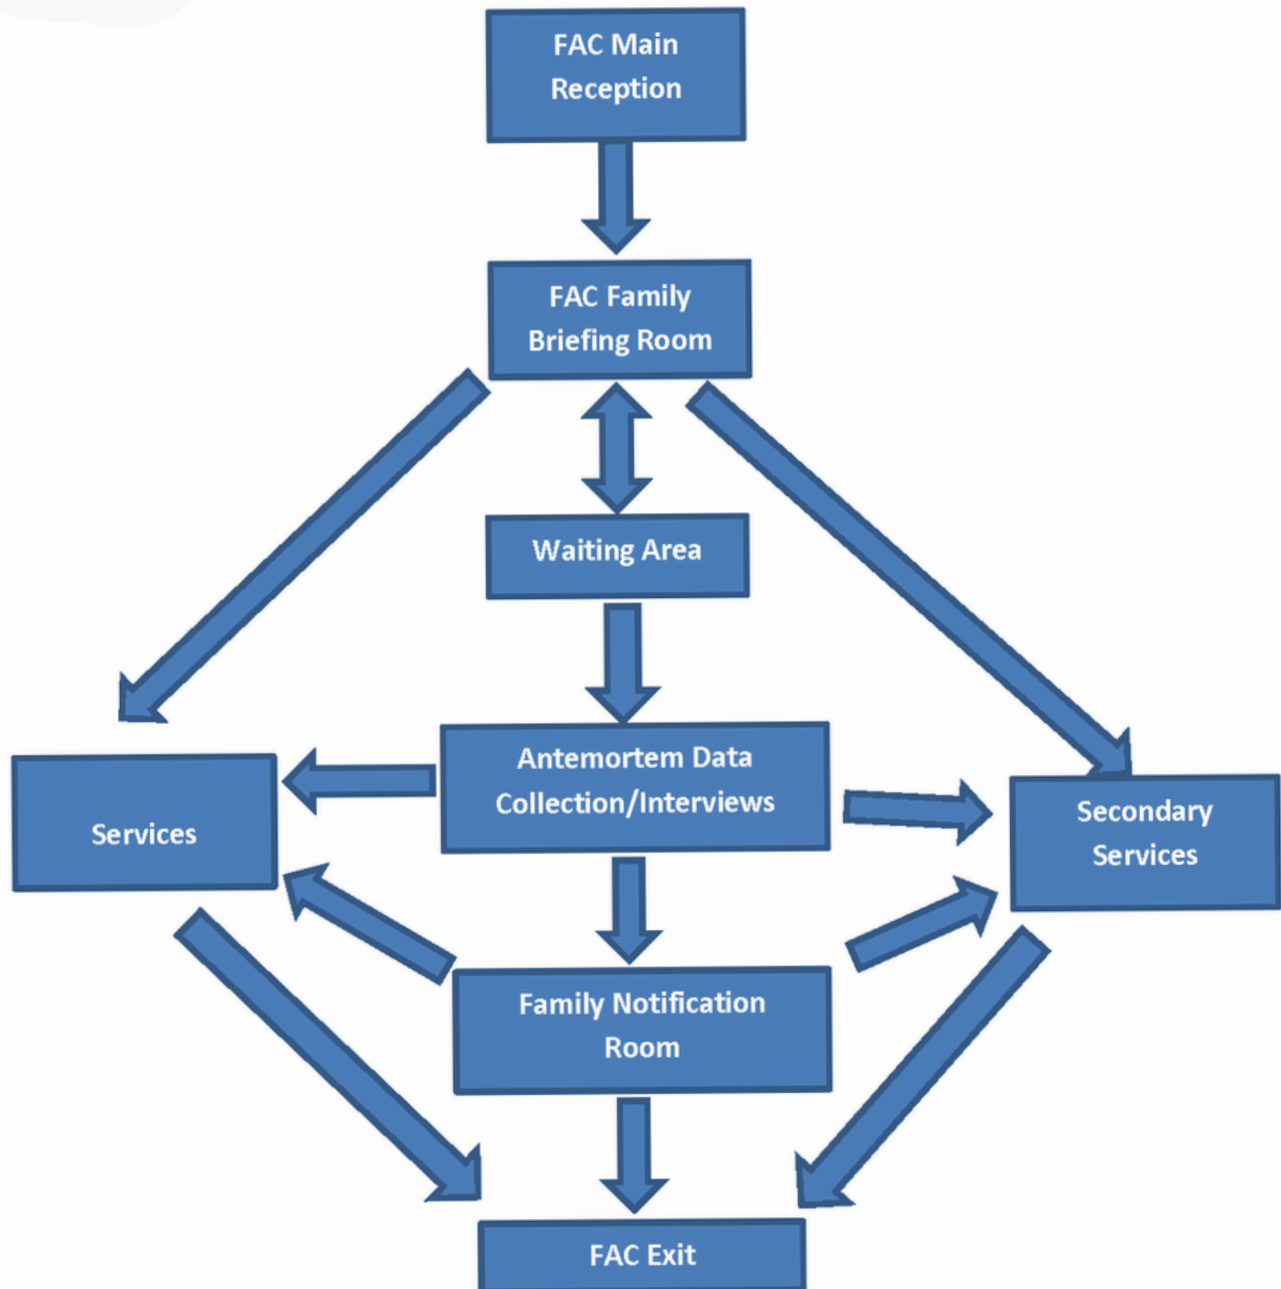 FAC Main
Reception
FAC Family
Briefing Room
Waiting Area
Antemortem Data
Collection/Interviews
Services
Secondary
Services
Family Notification
Room
FAC Exit